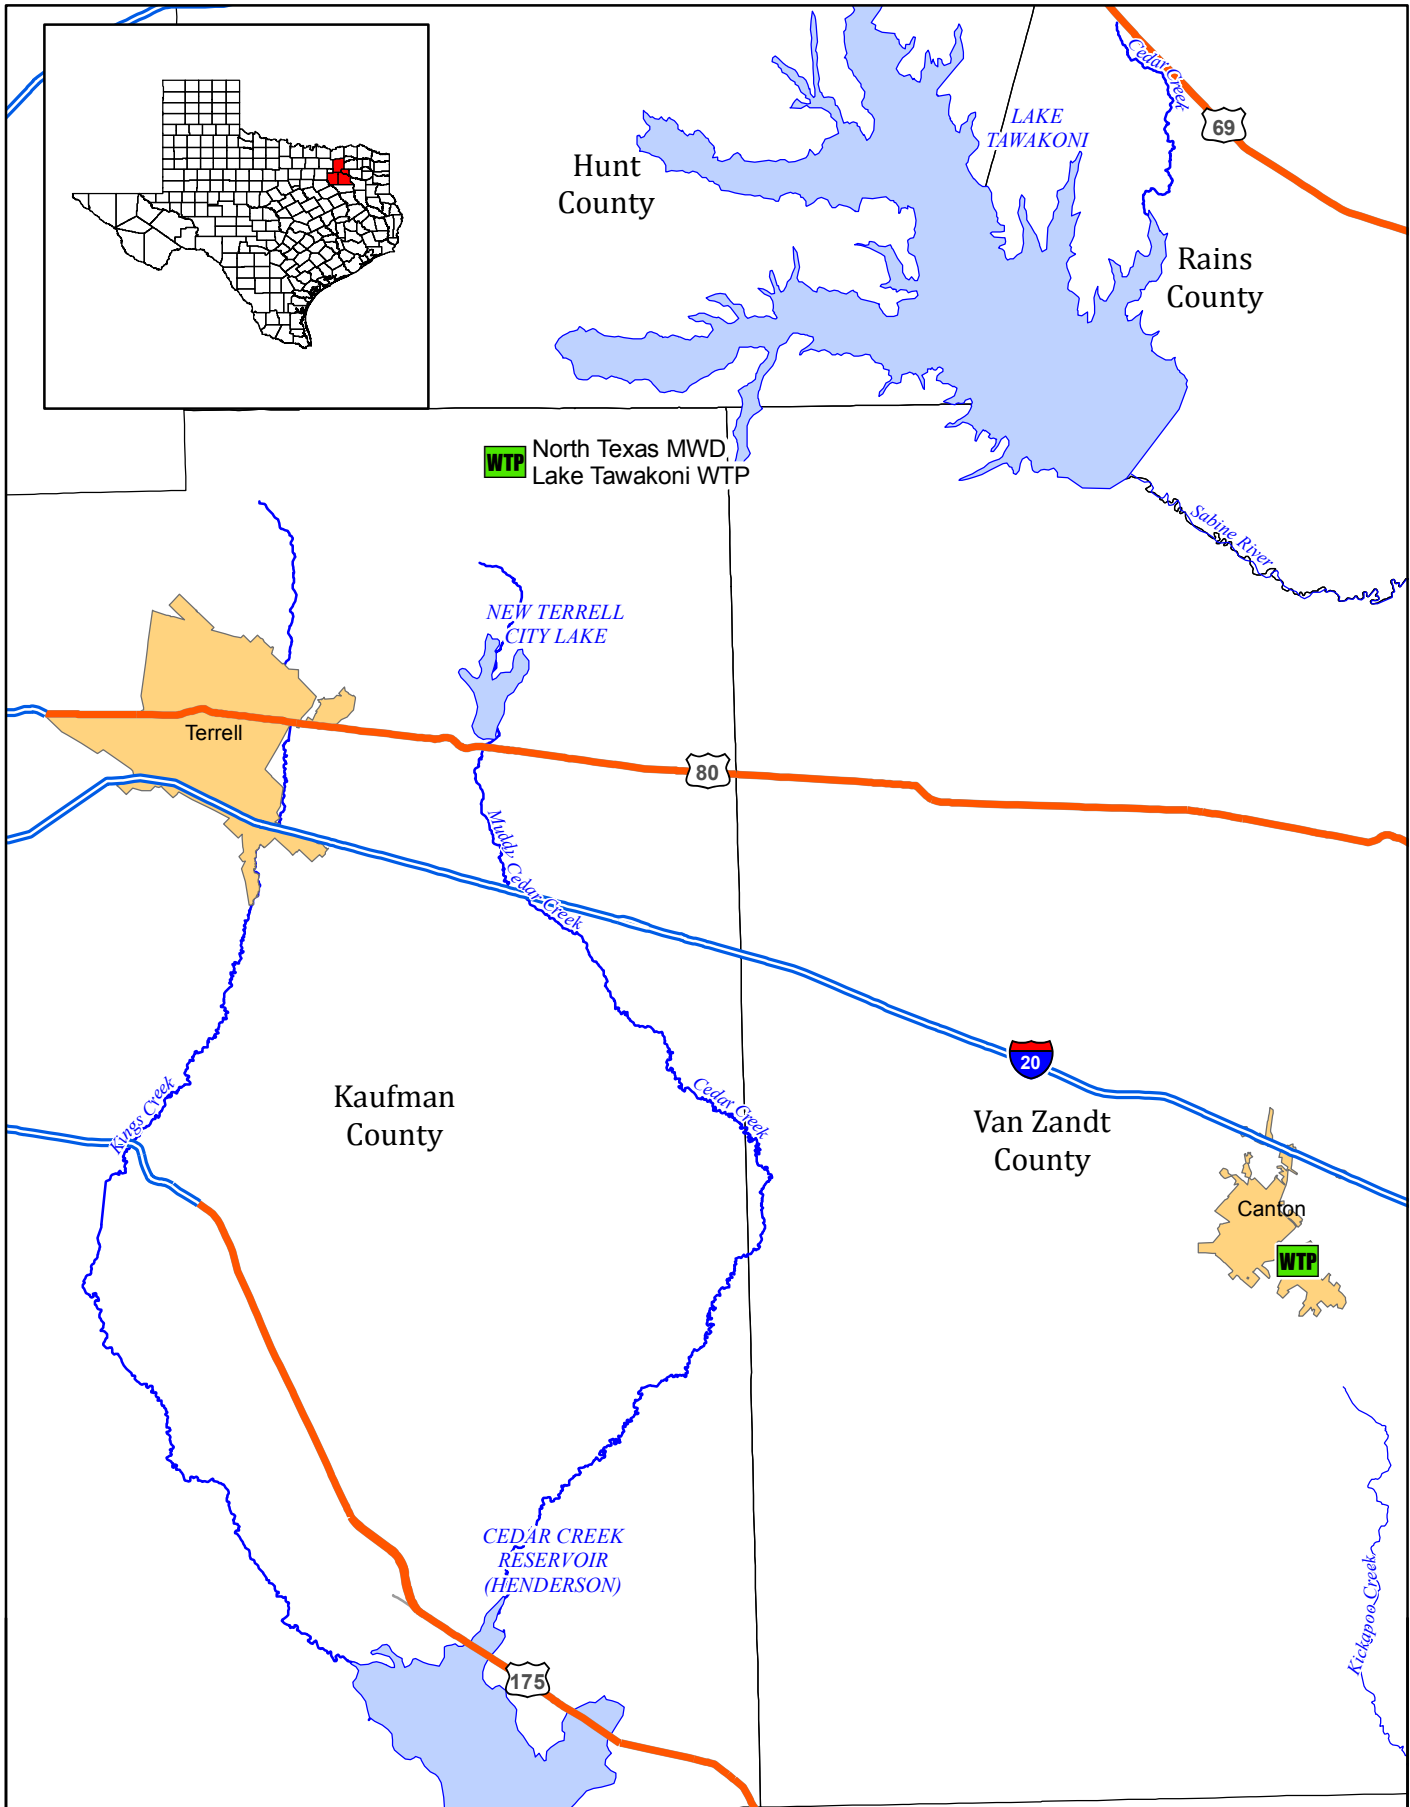 Cedar Creek
LAKE
TAWAKONI
69
Hunt
County
Rains
County
WTP
North Texas MWD
Lake Tawakoni WTP
Sabine River
NEW TERRELL
CITY LAKE
Terrell
80
Muddy Cedar Creek
20
Kings Creek
Kaufman
County
Cedar Creek
Van Zandt
County
Canton
WTP
CEDAR CREEK
RESERVOIR
(HENDERSON)
Kickapoo Creek
175